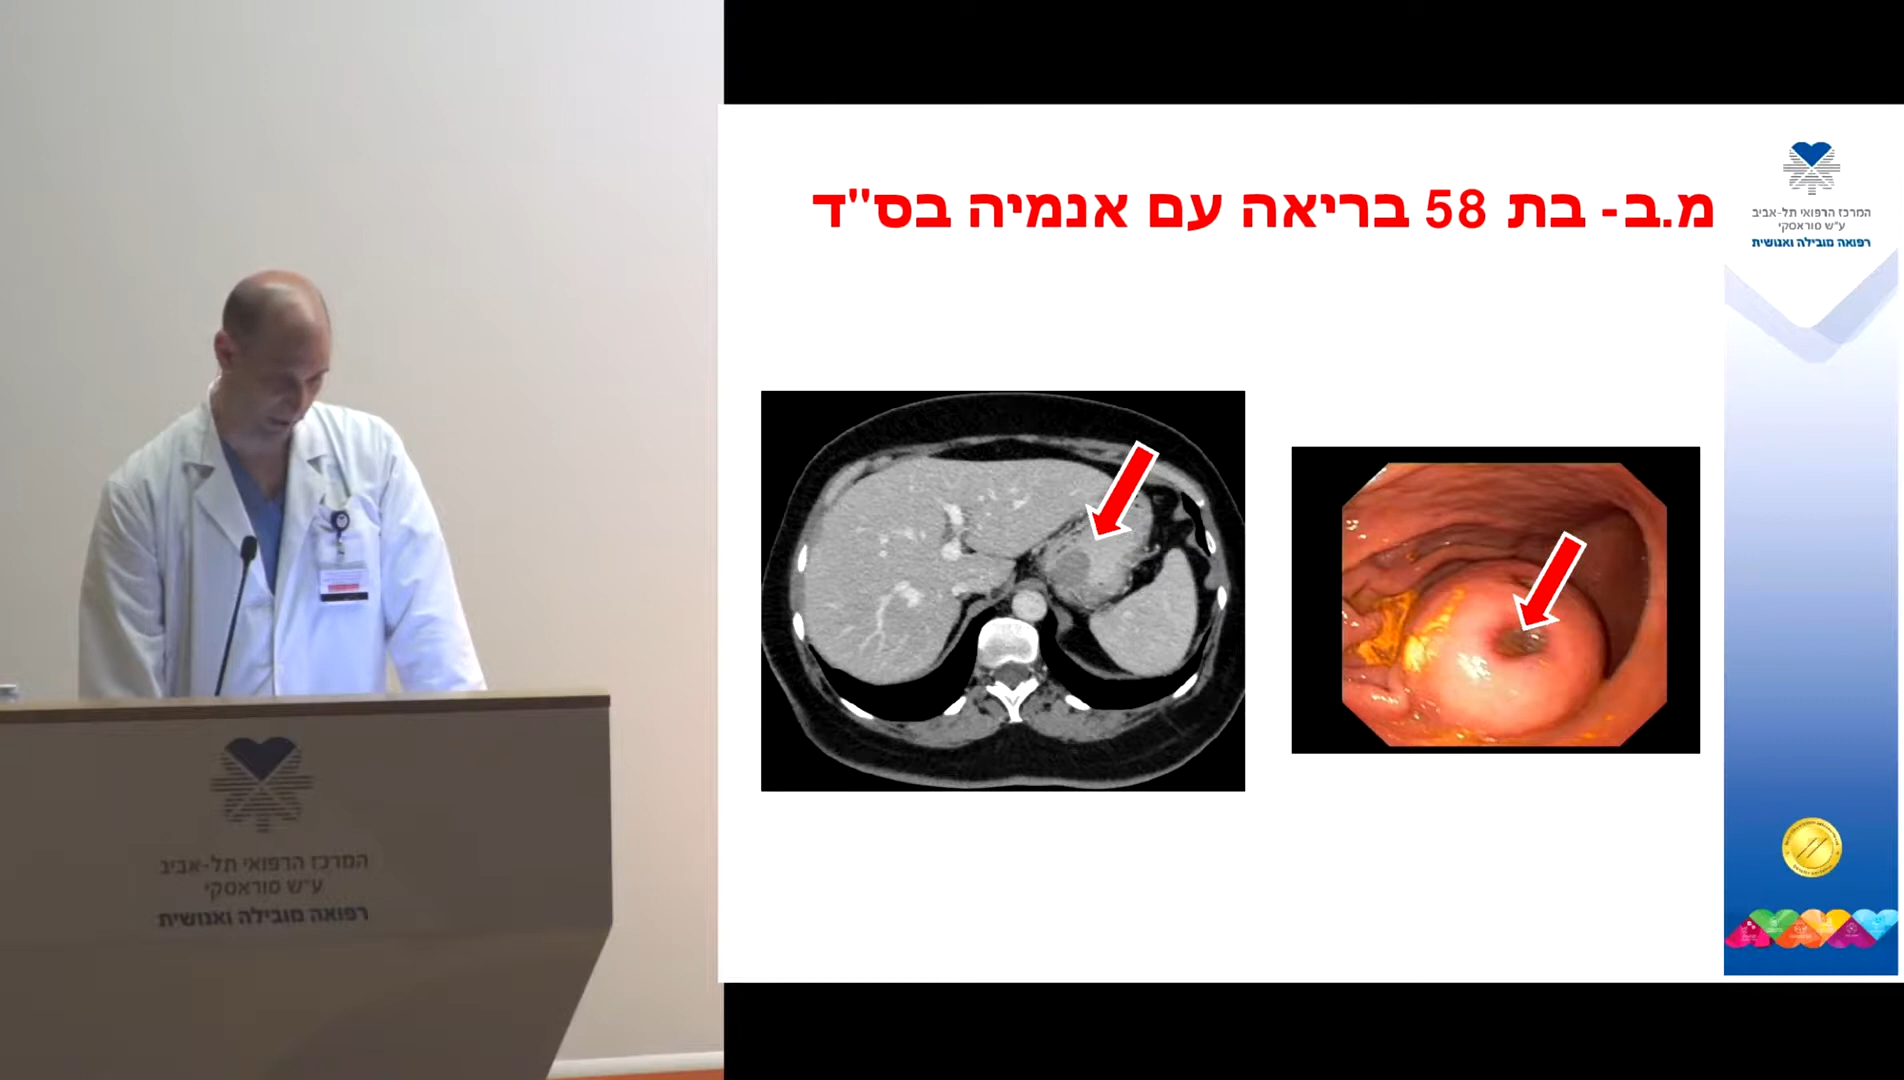 מ.ב- בת 58 בריאה עם אנמיה בס"ד
המרכז הרפואי תל-אביב
ע"ש סוראסקי
רפואה מובילה ואנושית
המרכז הרפואי תל-אביב
ע"ש סוראסקי
רפואה מובילה ואנושית